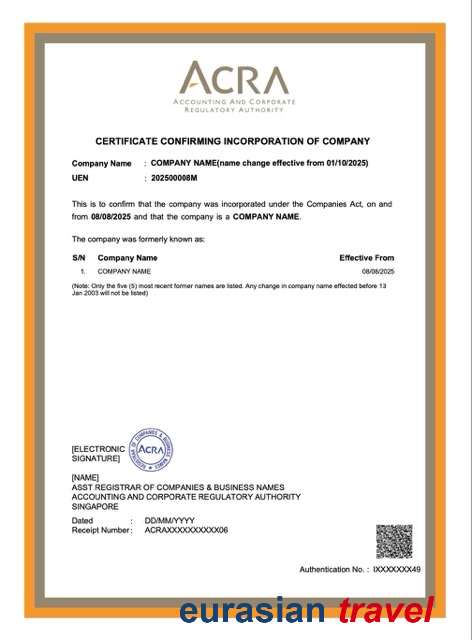 ACRA
ACCOUNTING AND CORPORATE
REGULATORY AUTHORITY
CERTIFICATE CONFIRMING INCORPORATION OF COMPANY
Company Name : COMPANY NAME(name change effective from 01/10/2025)
UEN : 202500008M
This is to confirm that the company was incorporated under the Companies Act, on and
from 08/08/2025 and that the company is a COMPANY NAME.
The company was formerly known as:
S/N Company Name Effective From
1. COMPANY NAME 08/08/2025
(Note: Only the five (5) most recent former names are listed. Any change in company name effected before 13
Jan 2003 will not be listed)
[ELECTRONIC
SIGNATURE]
REGISTRAR OF COMPANIES & BUSINESS NAMES
ACRA
[NAME]
ASST REGISTRAR OF COMPANIES & BUSINESS NAMES
ACCOUNTING AND CORPORATE REGULATORY AUTHORITY
SINGAPORE
Dated : DD/MM/YYYY
Receipt Number : ACRAXXXXXXXXXX06
Authentication No. : IXXXXXXX49
eurasian travel